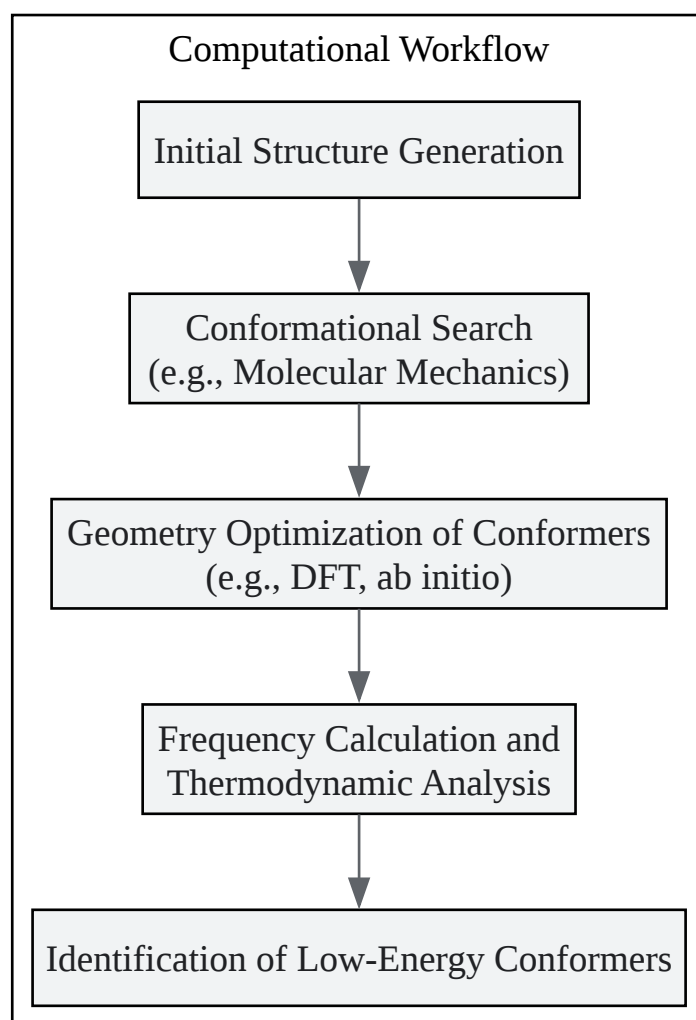 Computational Workflow
Initial Structure Generation
Conformational Search
(e.g., Molecular Mechanics)
Geometry Optimization of Conformers
(e.g., DFT, ab initio)
Frequency Calculation and
Thermodynamic Analysis
Identification of Low-Energy Conformers